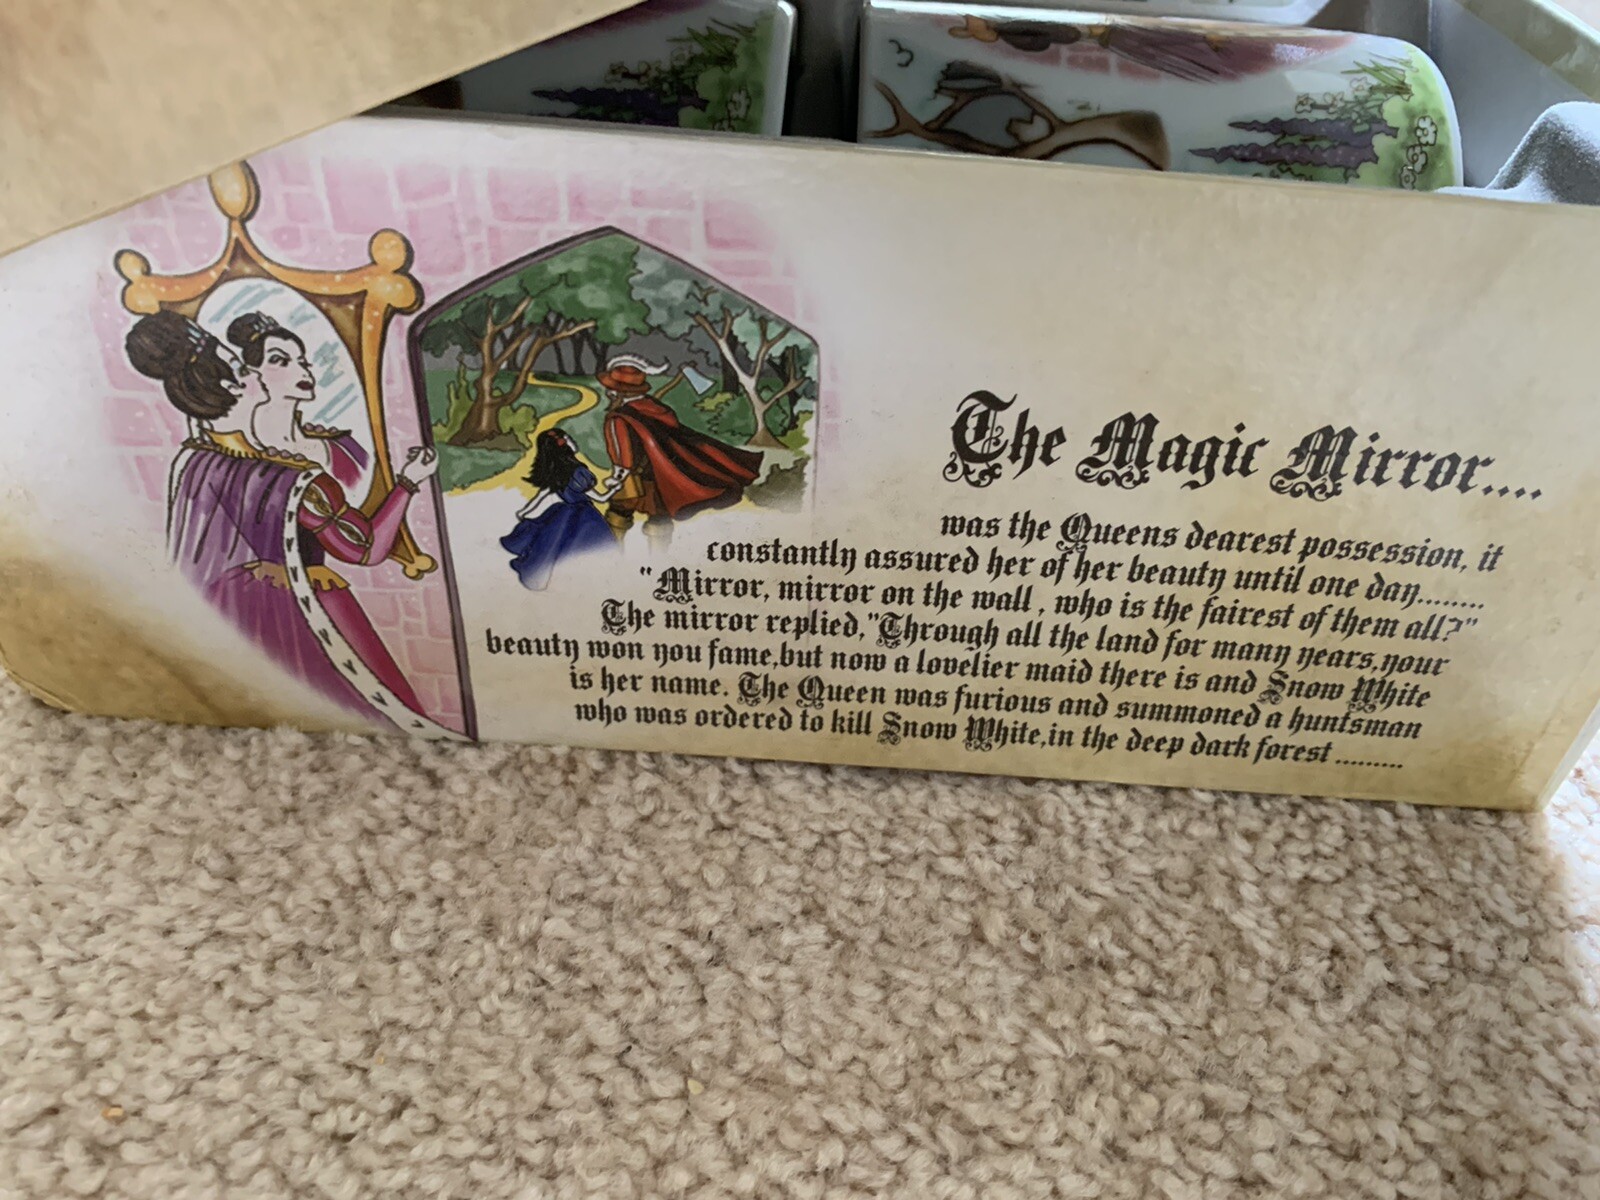 The Magic Mirror....
was the Queens dearest possession, it
constantly assured her of her beauty until one day........
"Mirror, mirror on the wall , who is the fairest of them all?"
The mirror replied,"Through all the land for many years,your
beauty won you fame,but now a lovelier maid there is and Snow White
is her name. The Queen was furious and summoned a huntsman
who was ordered to kill Snow White,in the deep dark forest .........